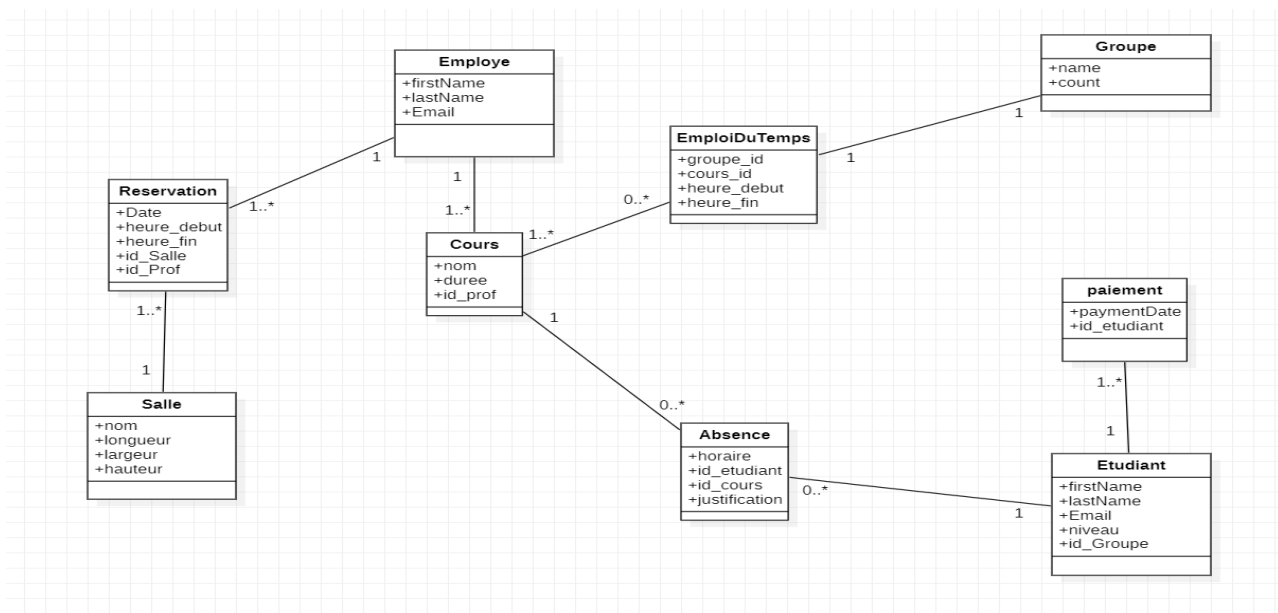 Employe
+firstName
+lastName
+Email
Groupe
+name
+count
EmploiDuTemps
+groupe_id
+cours_id
+heure_debut
+heure_fin
1
1
1
1..*
Reservation
+Date
+heure_debut
+heure_fin
+id_Salle
+id_Prof
1
1..*
0..*
1..*
Cours
+nom
+duree
+id_prof
paiement
+paymentDate
+id_etudiant
1..*
1
1
1..*
1
Salle
+nom
+longueur
+largeur
+hauteur
0..*
Absence
+horaire
+id_etudiant
+id_cours
+justification
0..*
1
Etudiant
+firstName
+lastName
+Email
+niveau
+id_Groupe